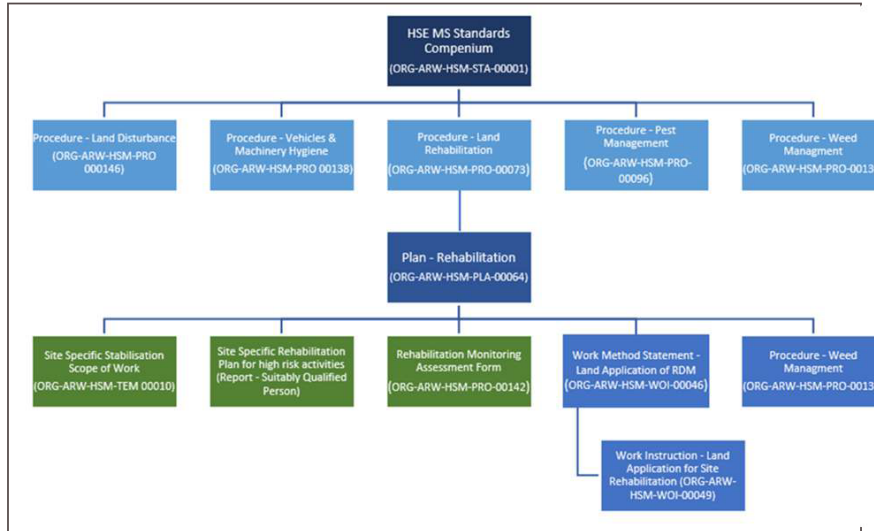 HSE MS Standards
Compenium
(ORG-ARW-HSM-STA-00001)
Procedure - Land Disturbance
(ORG-ARW-HSM-PRO
000146)
Procedure - Vehicles &
Machinery Hygiene
(ORG-ARW-HSM-PRO 00138)
Procedure - Land
Rehabilitation
(ORG-ARW-HSM-PRO-00073)
Procedure - Pest
Management
(ORG-ARW-HSM-PRO-
00096)
Procedure - Weed
Managment
(ORG-ARW-HSM-PRO-0013
Plan - Rehabilitation
(ORG-ARW-HSM-PLA-00064)
Site Specific Stabilisation
Scope of Work
(ORG-ARW-HSM-TEM 00010)
Site Specific Rehabilitation
Plan for high risk activities
(Report - Suitably Qualified
Person)
Rehabilitation Monitoring
Assessment Form
(ORG-ARW-HSM-PRO-00142)
Work Method Statement -
Land Application of RDM
(ORG-ARW-HSM-WOI-00046)
Procedure - Weed
Managment
(ORG-ARW-HSM-PRO-0013
Work Instruction - Land
Application for Site
Rehabilitation (ORG-ARW-
HSM-WOI-00049)